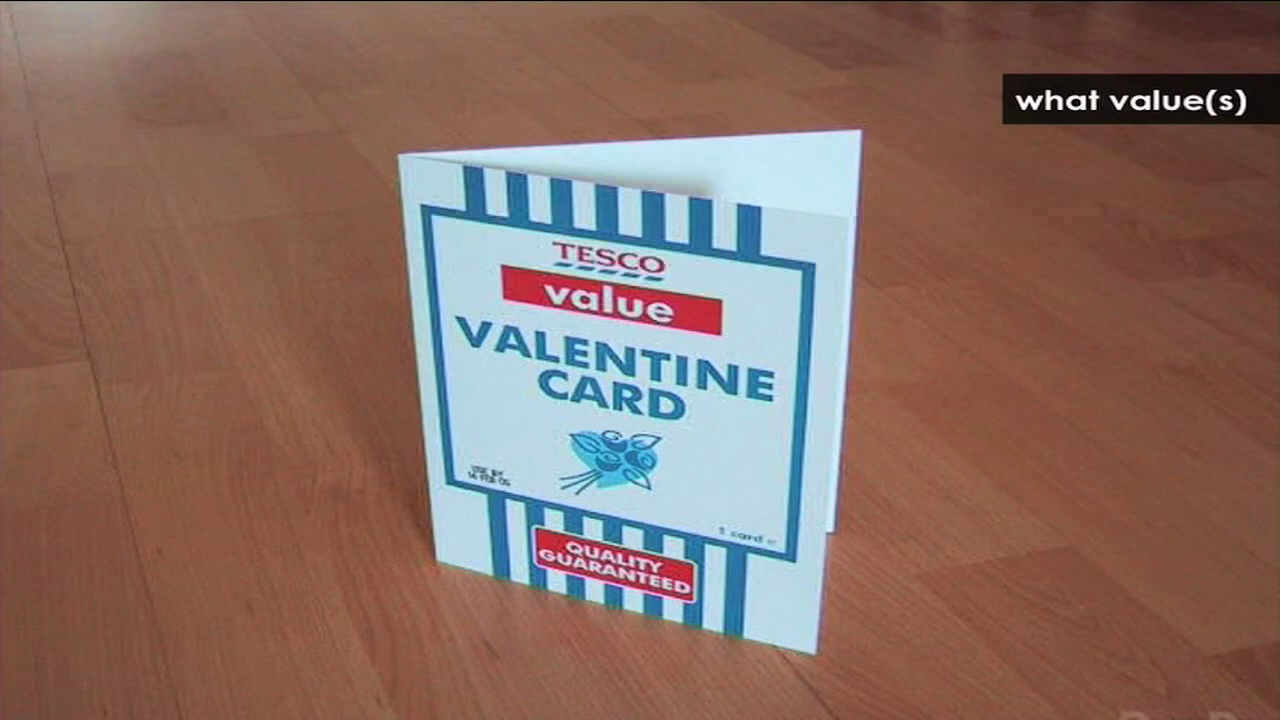 what value(s)
TESCO
value
VALENTINE
CARD
USE BY
14 FEB 05
1 card e
QUALITY
GUARANTEED